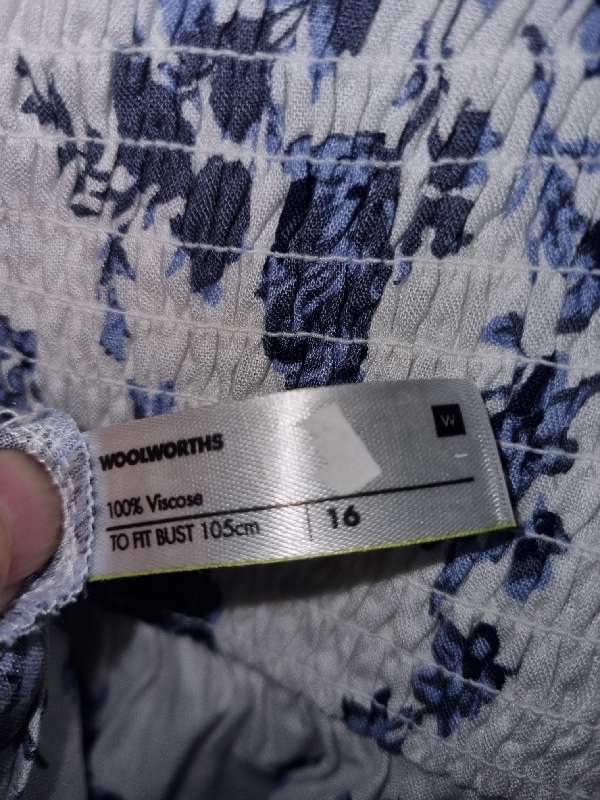 WOOLWORTHS
W
100% Viscose
TO FIT BUST 105cm 16